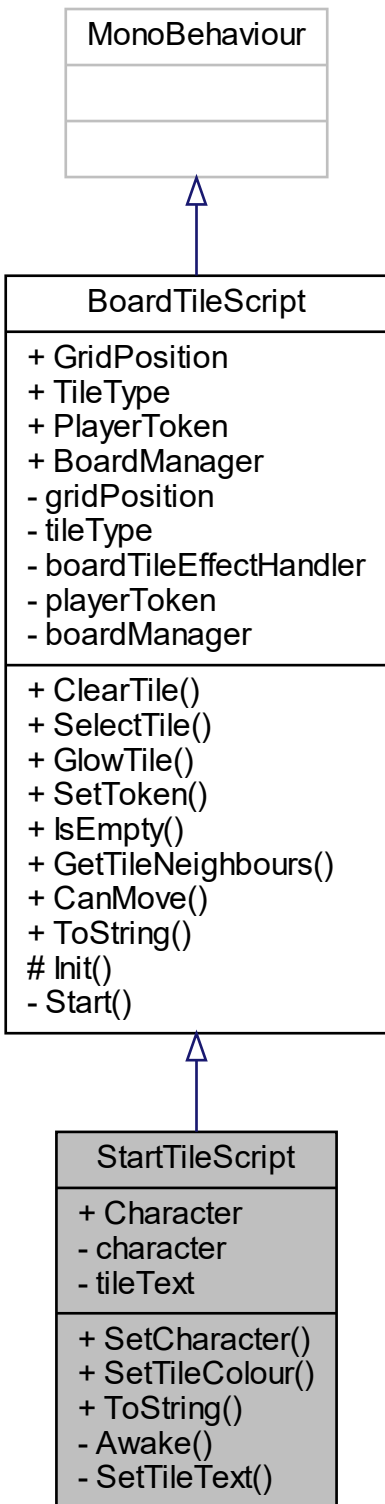 MonoBehaviour
BoardTileScript
+ GridPosition
+ TileType
+ PlayerToken
+ BoardManager
- gridPosition
- tileType
- boardTileEffectHandler
- playerToken
- boardManager
+ ClearTile()
+ SelectTile()
+ GlowTile()
+ SetToken()
+ IsEmpty()
+ GetTileNeighbours()
+ CanMove()
+ ToString()
# Init()
- Start()
StartTileScript
+ Character
- character
- tileText
+ SetCharacter()
+ SetTileColour()
+ ToString()
- Awake()
- SetTileText()